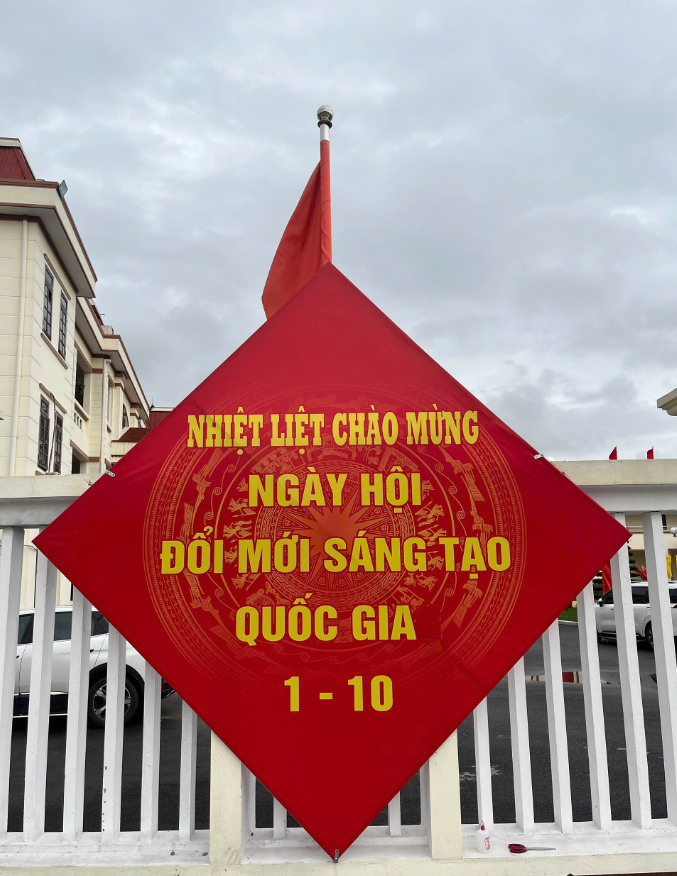 NHIỆT LIỆT CHÀO MỪNG
NGÀY HỘI
ĐỔI MỚI SÁNG TẠO
QUỐC GIA
1 - 10